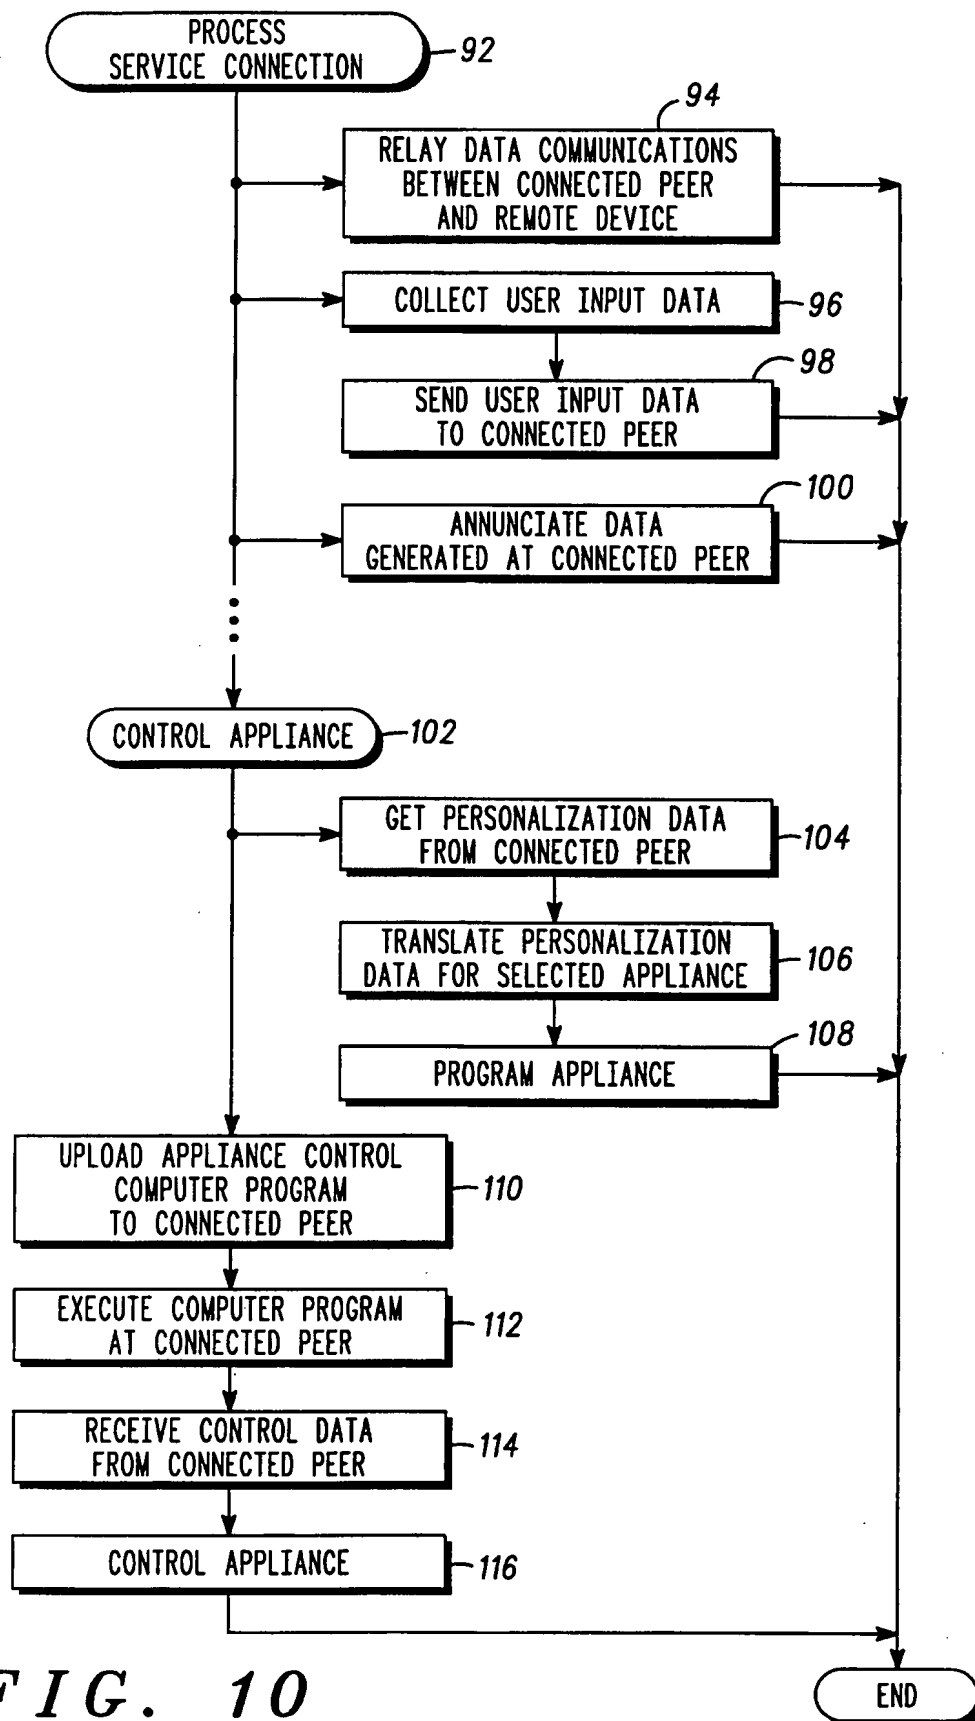 PROCESS
SERVICE CONNECTION
92
94
RELAY DATA COMMUNICATIONS
BETWEEN CONNECTED PEER
AND REMOTE DEVICE
COLLECT USER INPUT DATA
96
98
SEND USER INPUT DATA
TO CONNECTED PEER
100
ANNUNCIATE DATA
GENERATED AT CONNECTED PEER
CONTROL APPLIANCE
102
GET PERSONALIZATION DATA
FROM CONNECTED PEER
104
TRANSLATE PERSONALIZATION
DATA FOR SELECTED APPLIANCE
106
108
PROGRAM APPLIANCE
UPLOAD APPLIANCE CONTROL
COMPUTER PROGRAM
TO CONNECTED PEER
110
EXECUTE COMPUTER PROGRAM
AT CONNECTED PEER
112
RECEIVE CONTROL DATA
FROM CONNECTED PEER
114
CONTROL APPLIANCE
116
END
FIG. 10